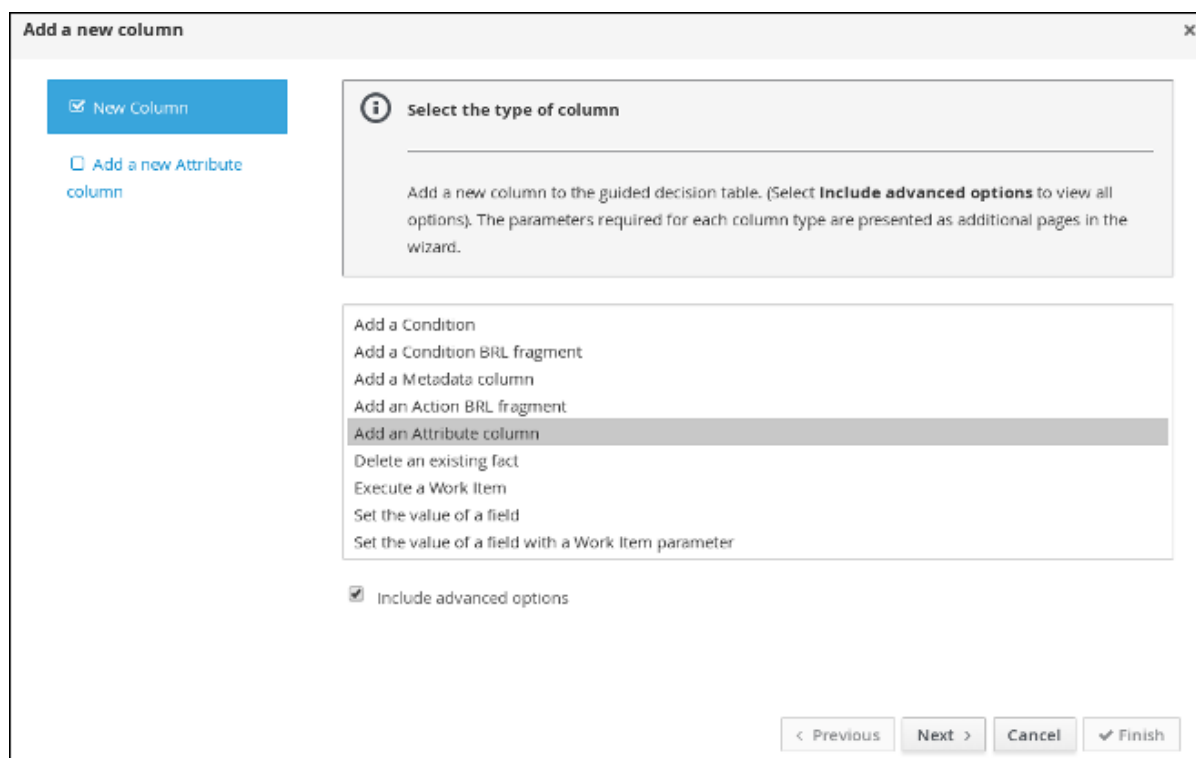 Add a new column
×
New Column
Add a new Attribute
column
Select the type of column
Add a new column to the guided decision table. (Select Include advanced options to view all
options). The parameters required for each column type are presented as additional pages in the
wizard.
Add a Condition
Add a Condition BRL fragment
Add a Metadata column
Add an Action BRL fragment
Add an Attribute column
Delete an existing fact
Execute a Work Item
Set the value of a field
Set the value of a field with a Work Item parameter
Include advanced options
< Previous Next > Cancel ✔ Finish